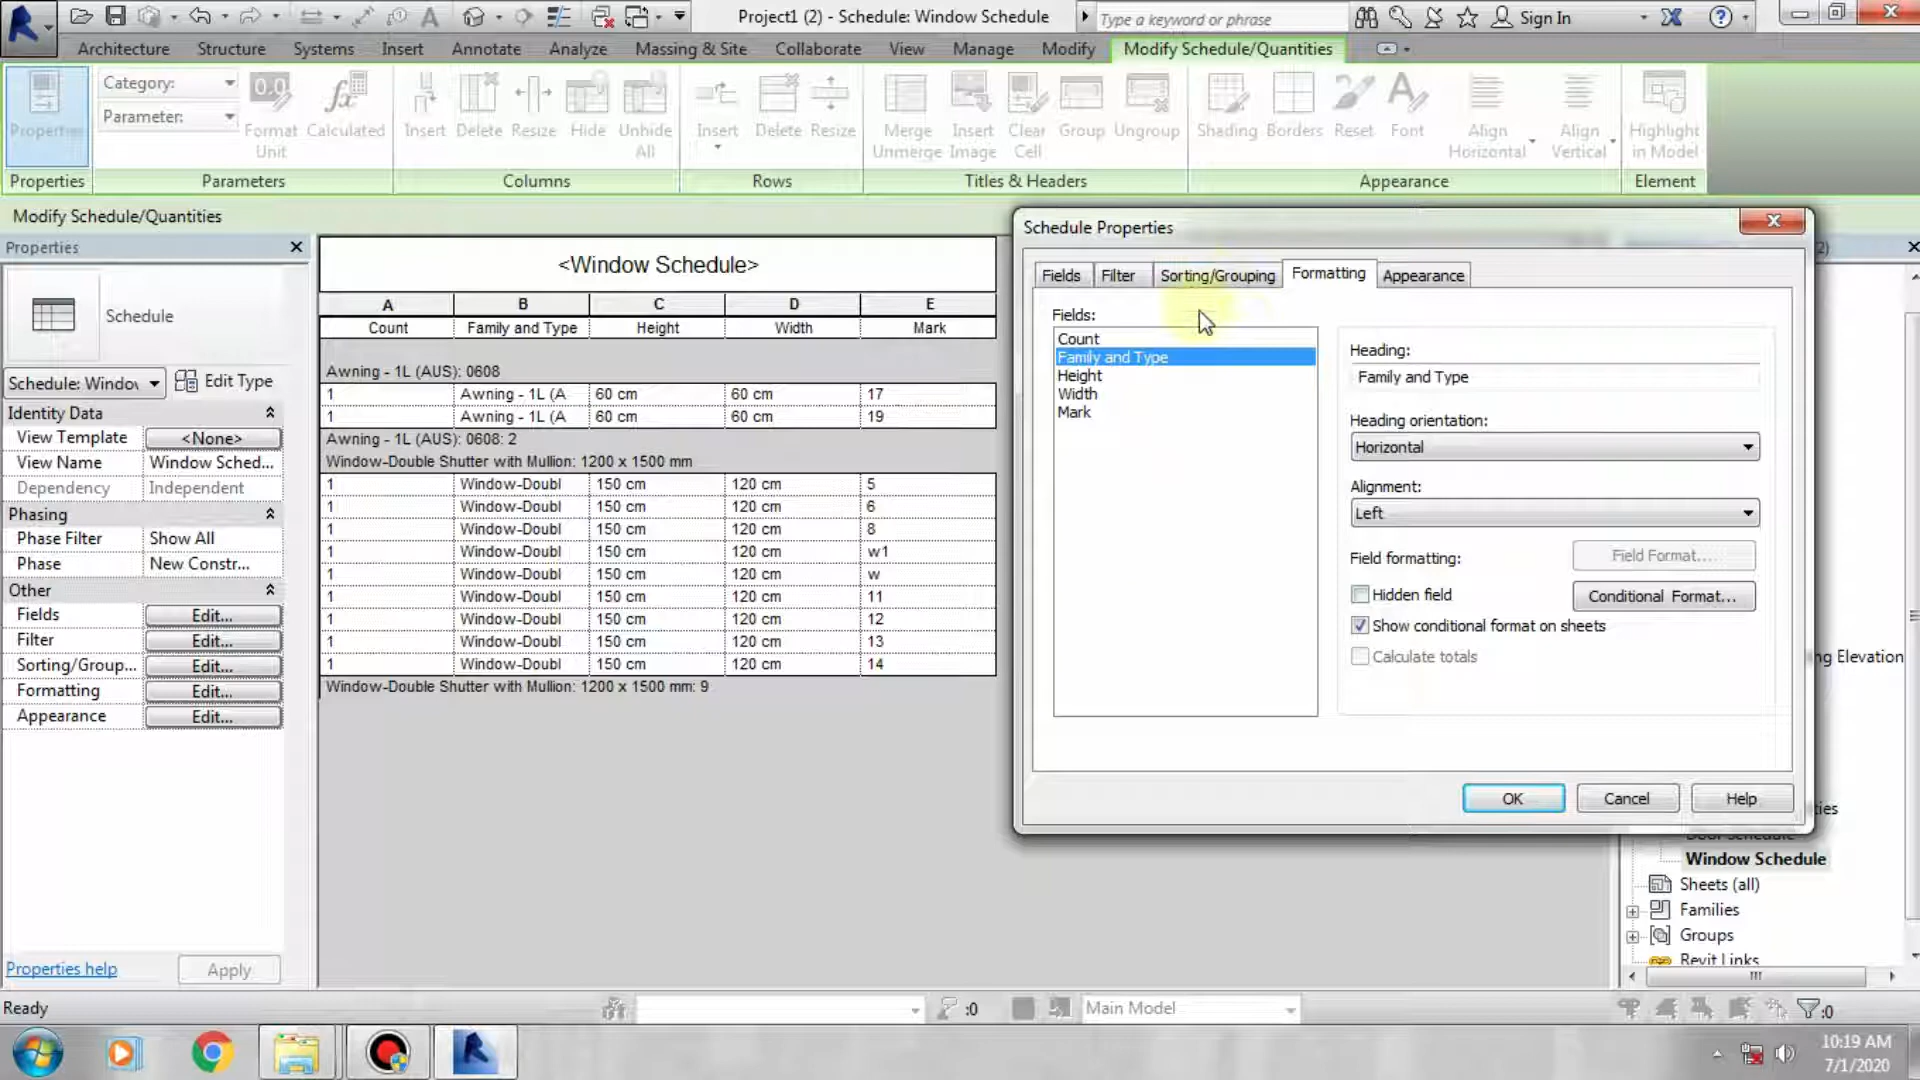 Project1 (2) - Schedule: Window Schedule
Type a keyword or phrase
Sign In
Architecture Structure Systems Insert Annotate Analyze Massing & Site Collaborate View Manage Modify Modify Schedule/Quantities
Category:
Parameter:
Properties
Format Unit
Calculated
Insert Delete Resize Hide Unhide All
Insert Delete Resize
Merge Unmerge
Insert Image
Clear Cell
Group Ungroup
Shading Borders Reset Font
Align Horizontal
Align Vertical
Highlight in Model
Properties Parameters Columns Rows Titles & Headers Appearance Element
Modify Schedule/Quantities
Properties
Schedule
Schedule: Windov
Edit Type
Identity Data
View Template <None>
View Name Window Sched...
Dependency Independent
Phasing
Phase Filter Show All
Phase New Constr...
Other
Fields Edit...
Filter Edit...
Sorting/Group... Edit...
Formatting Edit...
Appearance Edit...
Properties help
Apply
<Window Schedule>
A B C D E
Count Family and Type Height Width Mark
Awning - 1L (AUS): 0608
1 Awning - 1L (A 60 cm 60 cm 17
1 Awning - 1L (A 60 cm 60 cm 19
Awning - 1L (AUS): 0608: 2
Window-Double Shutter with Mullion: 1200 x 1500 mm
1 Window-Doubl 150 cm 120 cm 5
1 Window-Doubl 150 cm 120 cm 6
1 Window-Doubl 150 cm 120 cm 8
1 Window-Doubl 150 cm 120 cm w1
1 Window-Doubl 150 cm 120 cm w
1 Window-Doubl 150 cm 120 cm 11
1 Window-Doubl 150 cm 120 cm 12
1 Window-Doubl 150 cm 120 cm 13
1 Window-Doubl 150 cm 120 cm 14
Window-Double Shutter with Mullion: 1200 x 1500 mm: 9
Schedule Properties
Fields Filter Sorting/Grouping Formatting Appearance
Fields:
Count
Family and Type
Height
Width
Mark
Heading:
Family and Type
Heading orientation:
Horizontal
Alignment:
Left
Field formatting:
Field Format...
Hidden field
Conditional Format...
Show conditional format on sheets
Calculate totals
OK Cancel Help
2)
ng Elevation
ties
Window Schedule
Sheets (all)
Families
Groups
Revit Links
Ready
:0
Main Model
:0
10:19 AM
7/1/2020